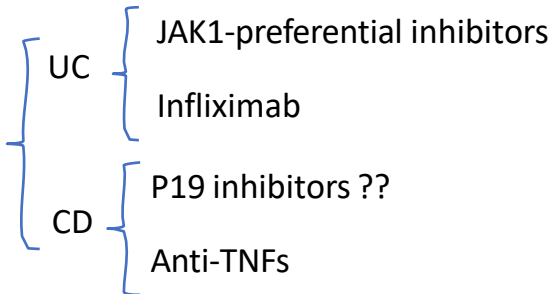 JAK1-preferential inhibitors
UC
Infliximab
P19 inhibitors ??
CD
Anti-TNFs